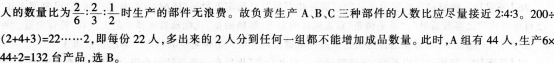 人的数量比为2/6:2/3:1/2时生产的部件无浪费。故负责生产A、B、C三种部件的人数比应尽量接近2:4:3。200÷
(2+4+3)=22……2,即每份22人,多出来的2人分到任何一组都不能增加成品数量。此时,A组有44人,生产6×
44÷2=132台产品,选B。